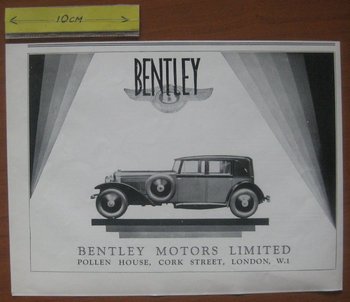 10CM
BENTLEY
B
BENTLEY MOTORS LIMITED
POLLEN HOUSE, CORK STREET, LONDON, W.1